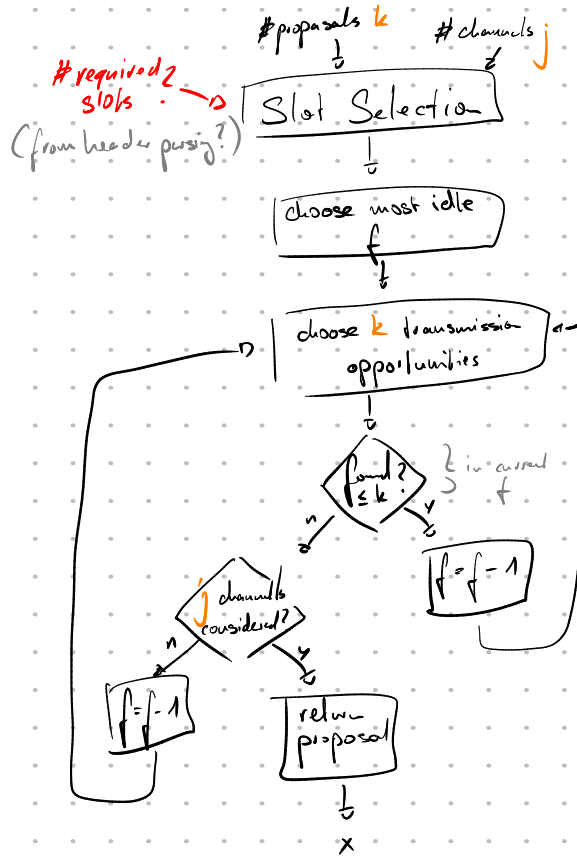 #proposals k
#channels j
#required ?
slots
(from header parsing?)
Slot Selection
choose most idle
f
choose k transmission
opportunities
found ?
≤ k
} in current
f
n
y
f = f - 1
j channels
considered?
n
y
f = f - 1
return
proposal
x